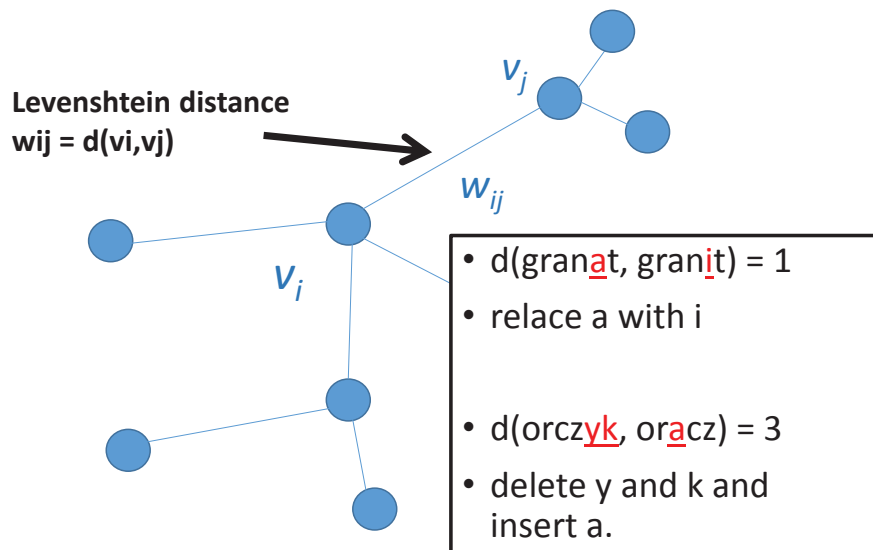 Levenshtein distance
wij = d(vi,vj)
vj
wij
vi
• d(granat, granit) = 1
• relace a with i
• d(orczyk, oracz) = 3
• delete y and k and
insert a.